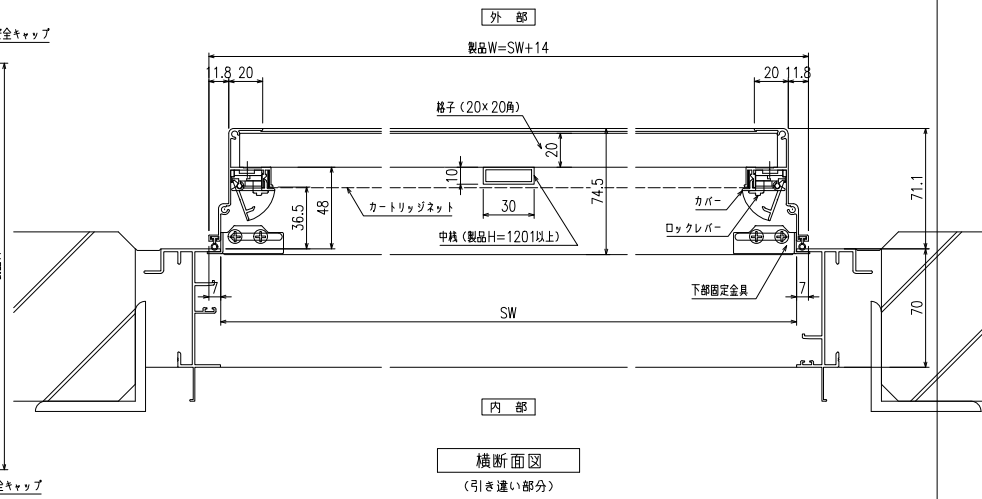 外 部
全キャップ
製品W=SW+14
11.8
20
20
11.8
格子（20×20角）
20
10
74.5
71.1
30
36.5
48
カートリッジネット
カバー
ロックレバー
中桟（製品H=1201以上）
下部固定金具
7
7
SW
70
内 部
横断面図
（引き違い部分）
全キャップ